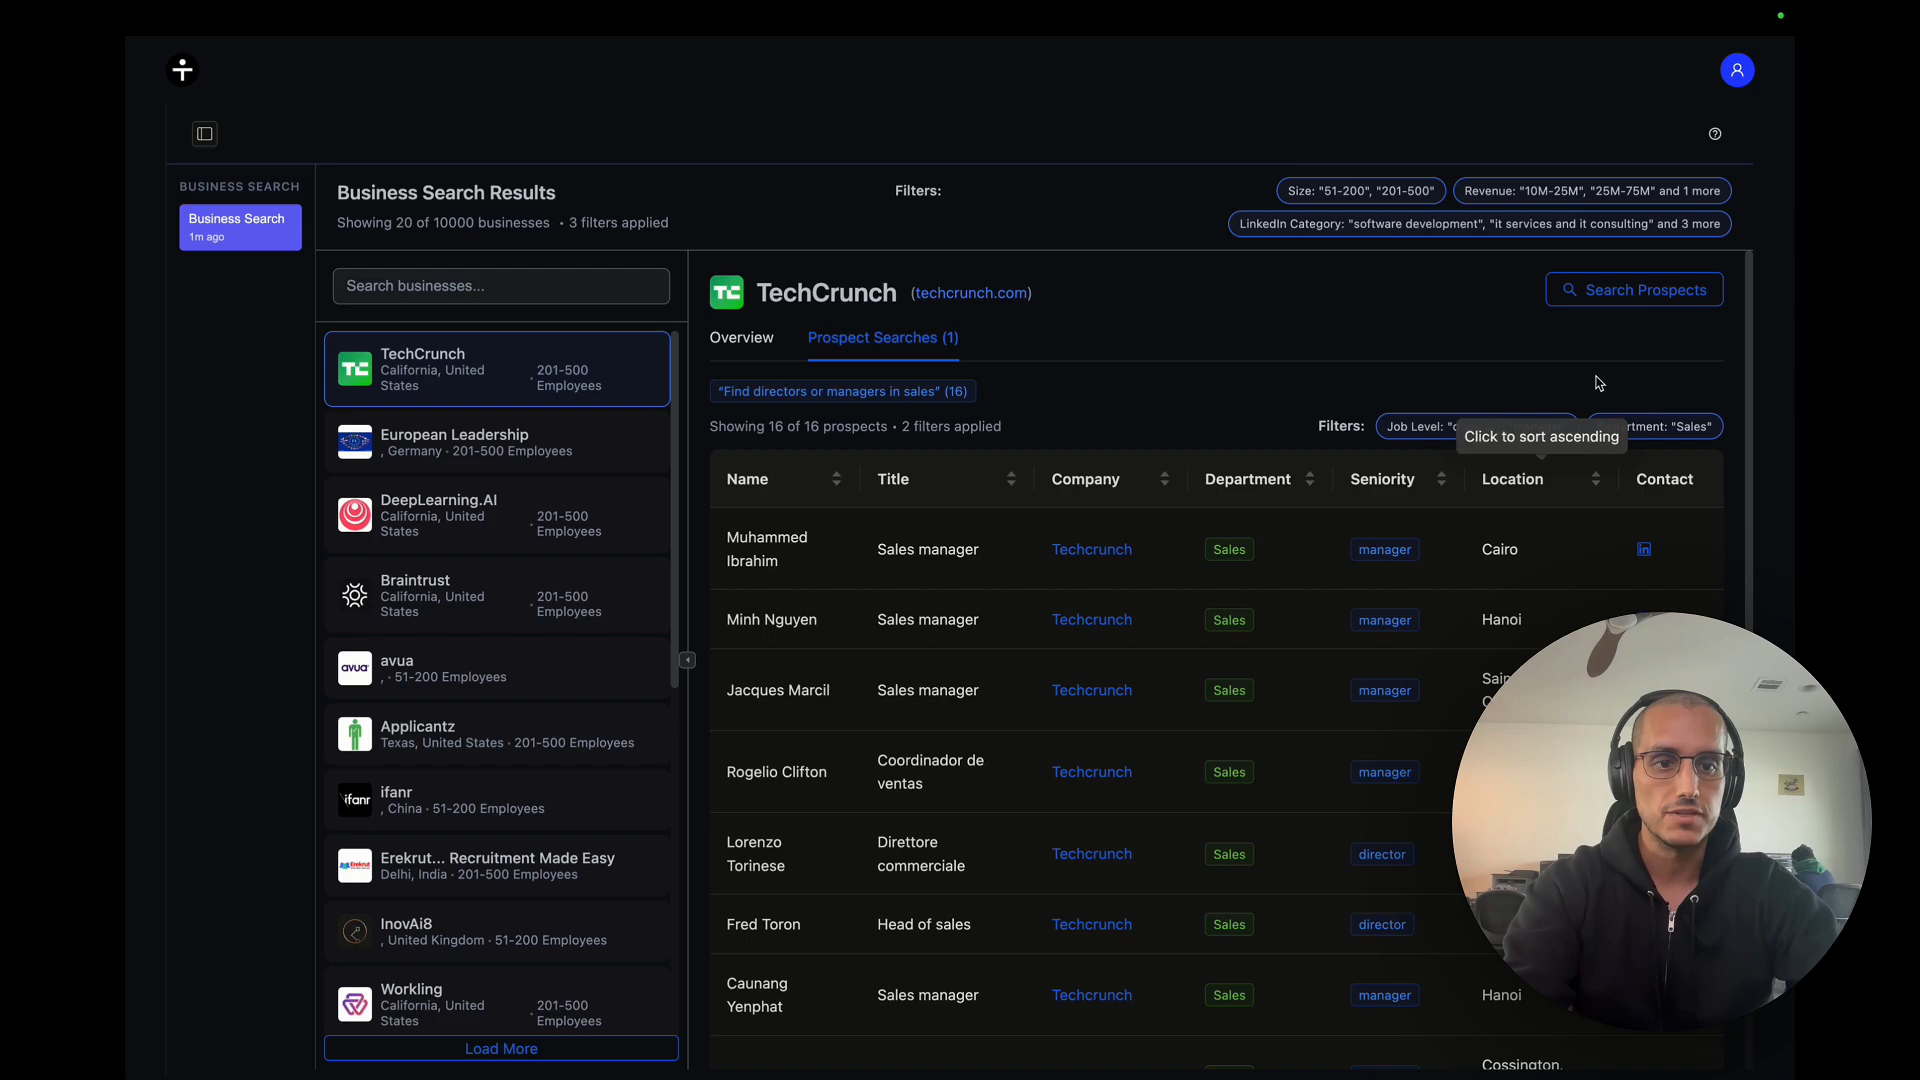 BUSINESS SEARCH
Business Search
1m ago
Business Search Results
Showing 20 of 10000 businesses • 3 filters applied
Filters:
Size: "51-200", "201-500"
Revenue: "10M-25M", "25M-75M" and 1 more
LinkedIn Category: "software development", "it services and it consulting" and 3 more
Search businesses...
TC
TechCrunch
California, United States · 201-500 Employees
European Leadership
, Germany · 201-500 Employees
DeepLearning.AI
California, United States · 201-500 Employees
Braintrust
California, United States · 201-500 Employees
avua
avua
, · 51-200 Employees
Applicantz
Texas, United States · 201-500 Employees
ifanr
ifanr
, China · 51-200 Employees
Erekrut... Recruitment Made Easy
Delhi, India · 201-500 Employees
InovAi8
, United Kingdom · 51-200 Employees
Workling
California, United States · 201-500 Employees
Load More
TC
TechCrunch (techcrunch.com)
Search Prospects
Overview
Prospect Searches (1)
“Find directors or managers in sales” (16)
Showing 16 of 16 prospects • 2 filters applied
Filters:
Job Level:
"Sales"
Click to sort ascending
Name Title Company Department Seniority Location Contact
Muhammed Ibrahim Sales manager Techcrunch Sales manager Cairo in
Minh Nguyen Sales manager Techcrunch Sales manager Hanoi
Jacques Marcil Sales manager Techcrunch Sales manager
Rogelio Clifton Coordinador de ventas Techcrunch Sales manager
Lorenzo Torinese Direttore commerciale Techcrunch Sales director
Fred Toron Head of sales Techcrunch Sales director
Caunang Yenphat Sales manager Techcrunch Sales manager Hanoi
Cossington,